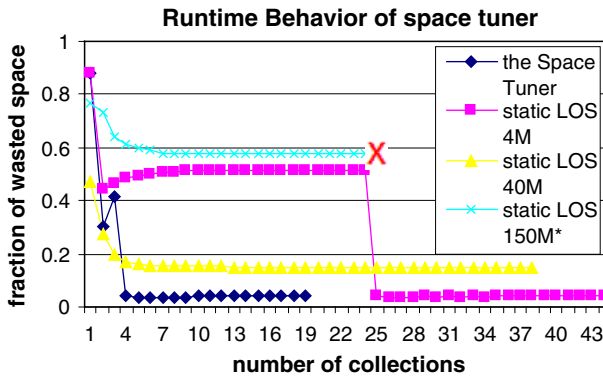 Runtime Behavior of space tuner
fraction of wasted space
1
0.8
0.6
0.4
0.2
0
the Space
Tuner
static LOS
4M
static LOS
40M
static LOS
150M*
X
1 4 7 10 13 16 19 22 25 28 31 34 37 40 43
number of collections